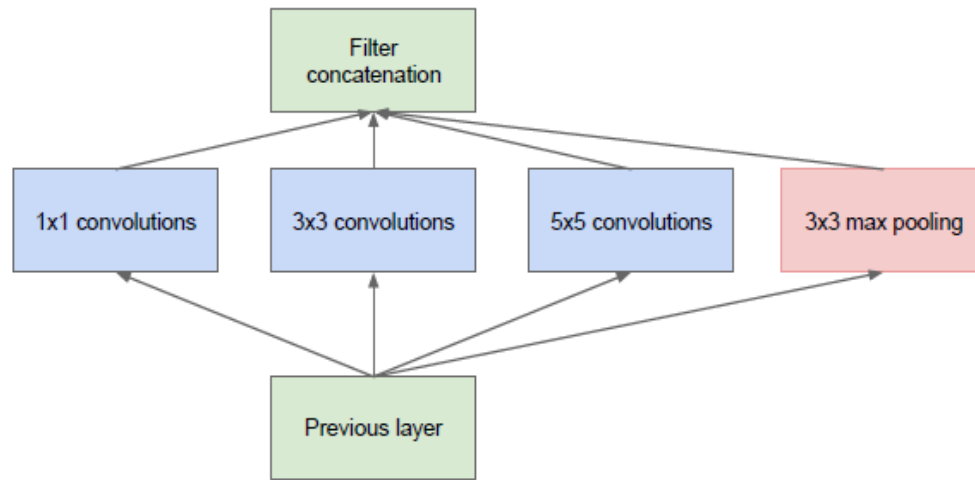 Filter
concatenation
1x1 convolutions
3x3 convolutions
5x5 convolutions
3x3 max pooling
Previous layer